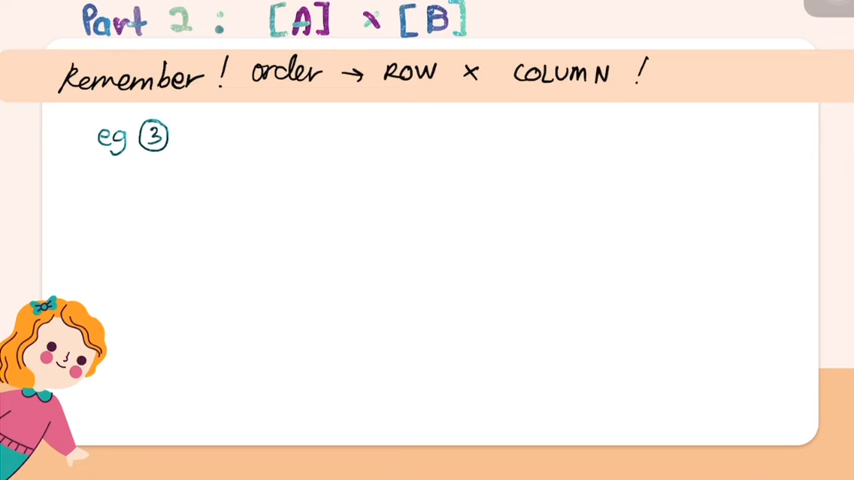 Part 2 : [A] x [B]
Remember ! order → ROW x COLUMN !
eg ③